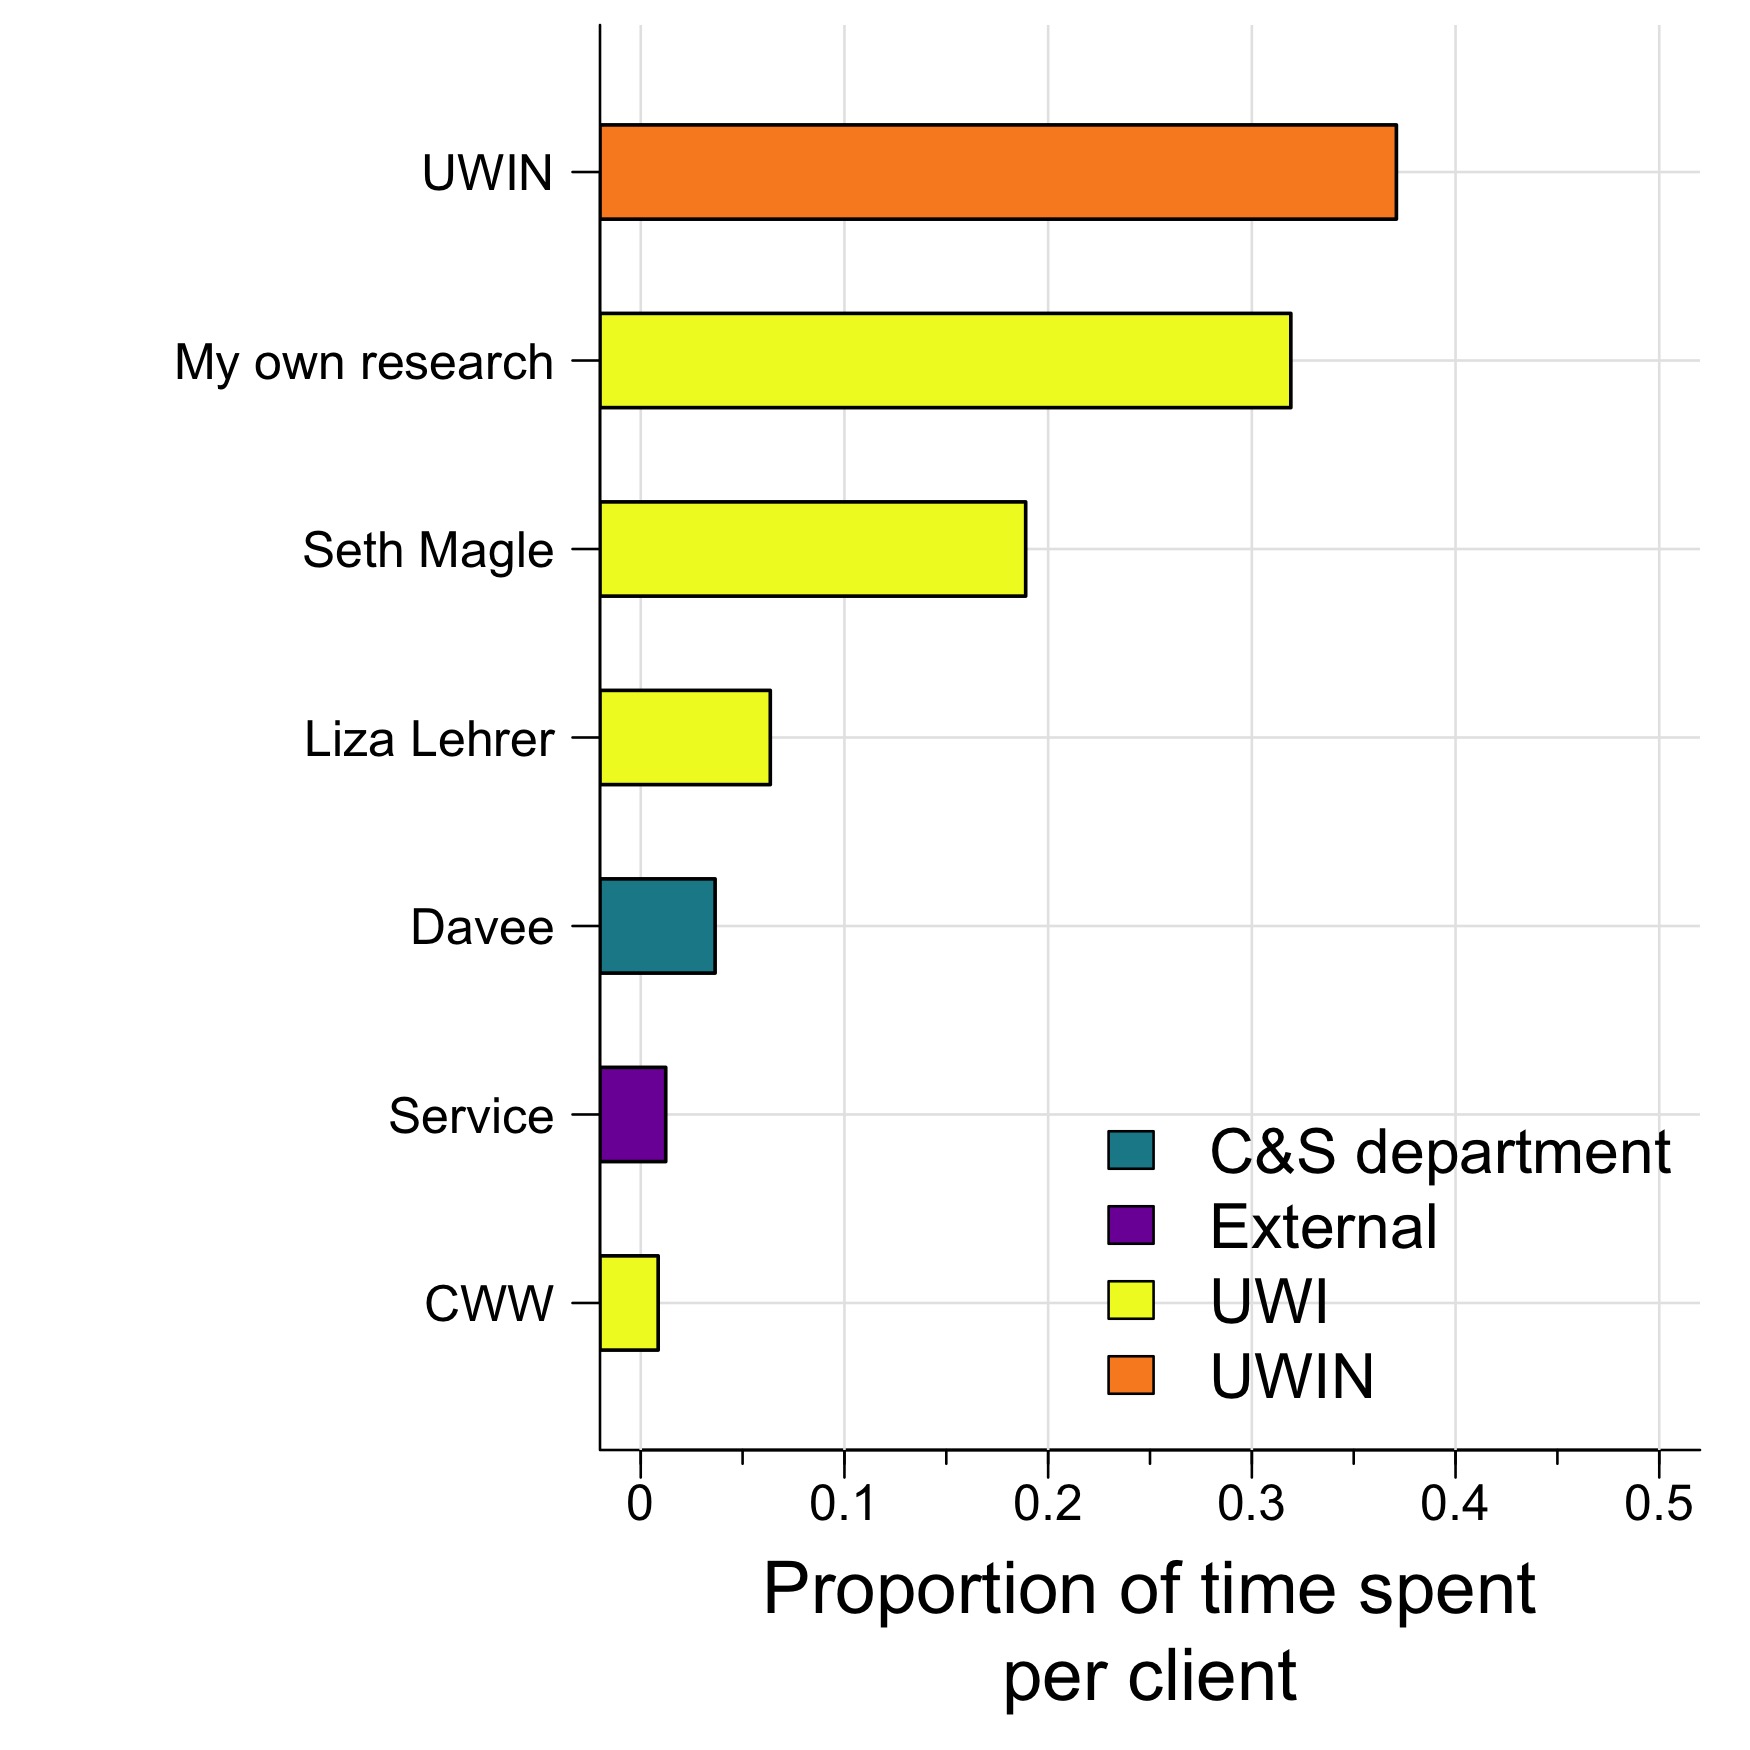 UWIN
My own research
Seth Magle
Liza Lehrer
Davee
Service
CWW
C&S department
External
UWI
UWIN
0 0.1 0.2 0.3 0.4 0.5
Proportion of time spent
per client